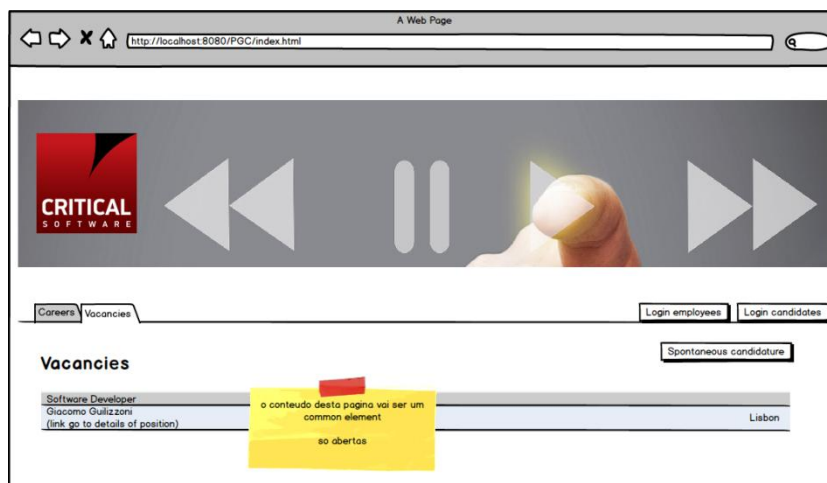 A Web Page
http://localhost:8080/PGC/index.html
CRITICAL
SOFTWARE
Careers
Vacancies
Login employees
Login candidates
Spontaneous candidature
Vacancies
Software Developer
Giacomo Guilizzoni
(link go to details of position)
Lisbon
o conteudo desta pagina vai ser um
common element
so abertas